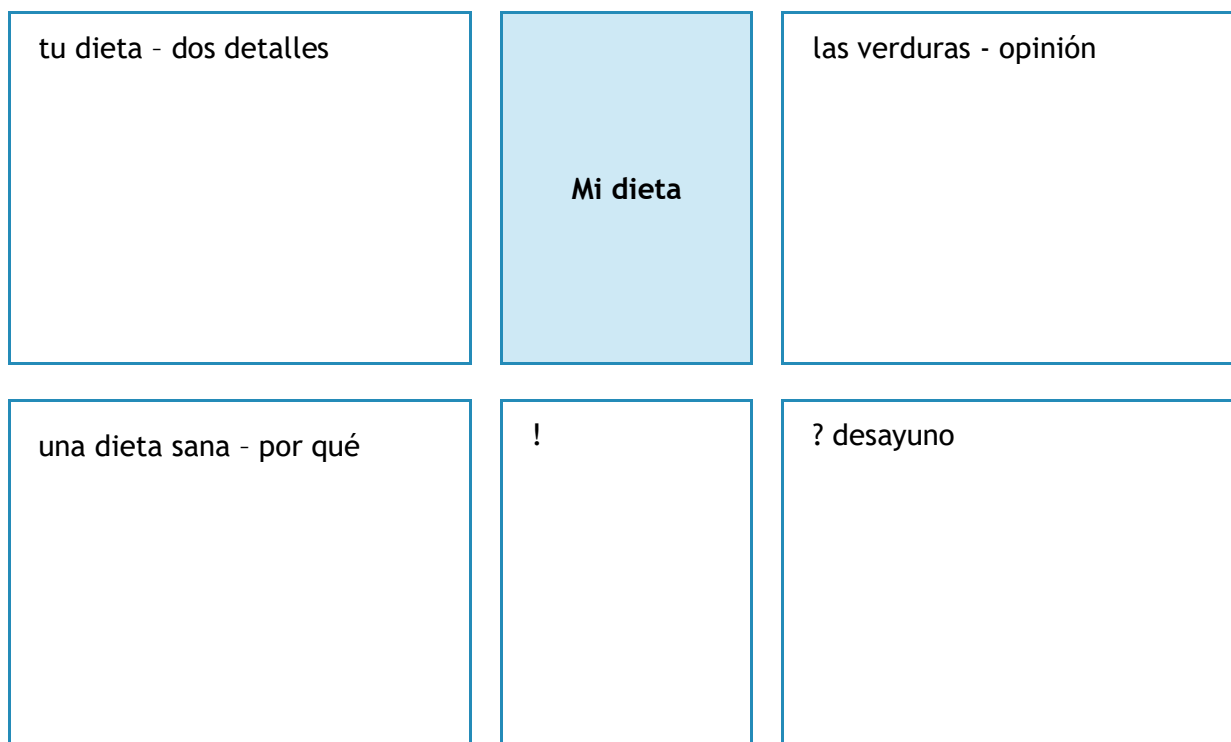 tu dieta – dos detalles
Mi dieta
las verduras - opinión
una dieta sana – por qué
!
? desayuno